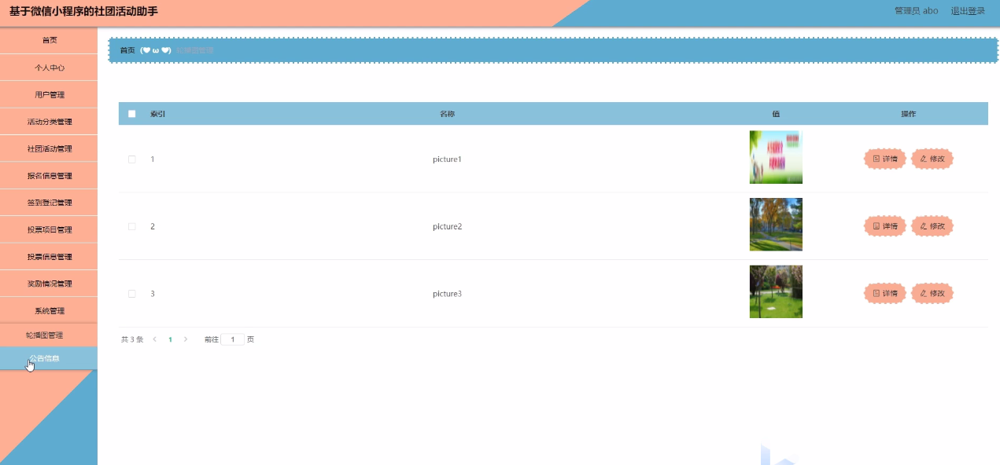 基于微信小程序的社团活动助手
管理员 abo 退出登录
首页
个人中心
用户管理
活动分类管理
社团活动管理
报名信息管理
签到登记管理
投票项目管理
投票信息管理
奖励情况管理
系统管理
轮播图管理
公告信息
首页 (❤ ω ❤) 轮播图管理
索引 名称 值 操作
1 picture1 详情 修改
2 picture2 详情 修改
3 picture3 详情 修改
共 3 条 < 1 > 前往 1 页